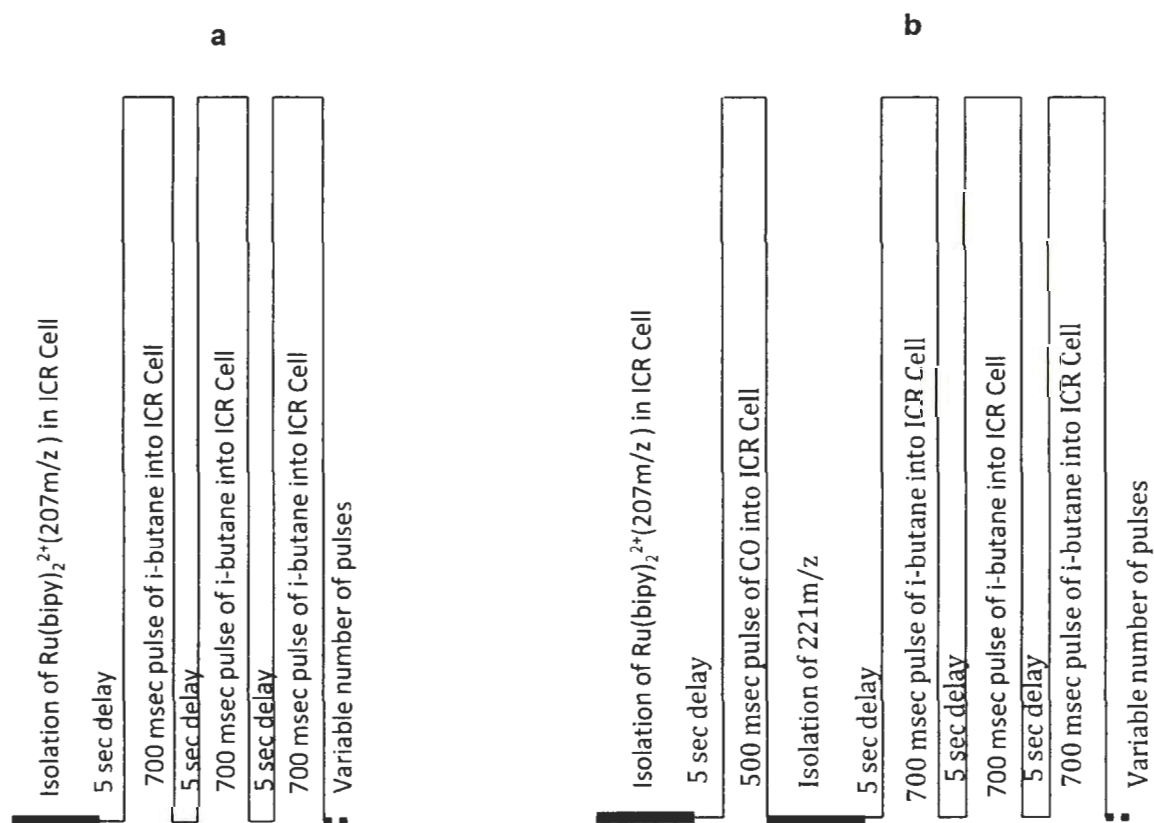 a
Isolation of Ru(bipy)₂²⁺(207m/z ) in ICR Cell
5 sec delay
700 msec pulse of i-butane into ICR Cell
5 sec delay
700 msec pulse of i-butane into ICR Cell
5 sec delay
700 msec pulse of i-butane into ICR Cell
Variable number of pulses
b
Isolation of Ru(bipy)₂²⁺(207m/z ) in ICR Cell
5 sec delay
500 msec pulse of CO into ICR Cell
Isolation of 221m/z
5 sec delay
700 msec pulse of i-butane into ICR Cell
5 sec delay
700 msec pulse of i-butane into ICR Cell
5 sec delay
700 msec pulse of i-butane into ICR Cell
Variable number of pulses